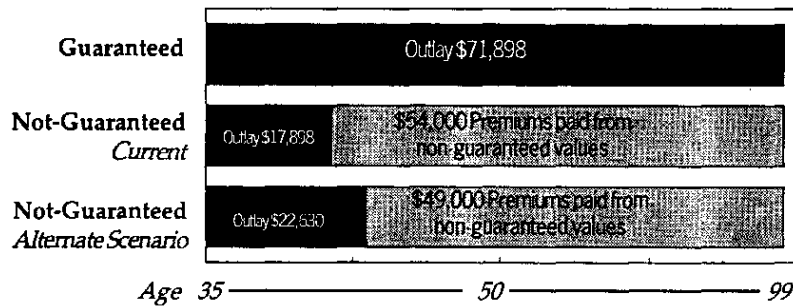 Guaranteed
Outlay $71,898
Not-Guaranteed
Current
Outlay $17,898
$54,000 Premiums paid from
non-guaranteed values
Not-Guaranteed
Alternate Scenario
Outlay $22,630
$49,000 Premiums paid from
non-guaranteed values
Age 35 50 99